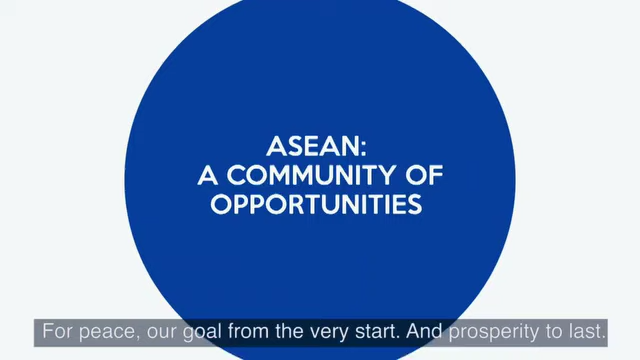 ASEAN:
A COMMUNITY OF
OPPORTUNITIES
For peace, our goal from the very start. And prosperity to last.